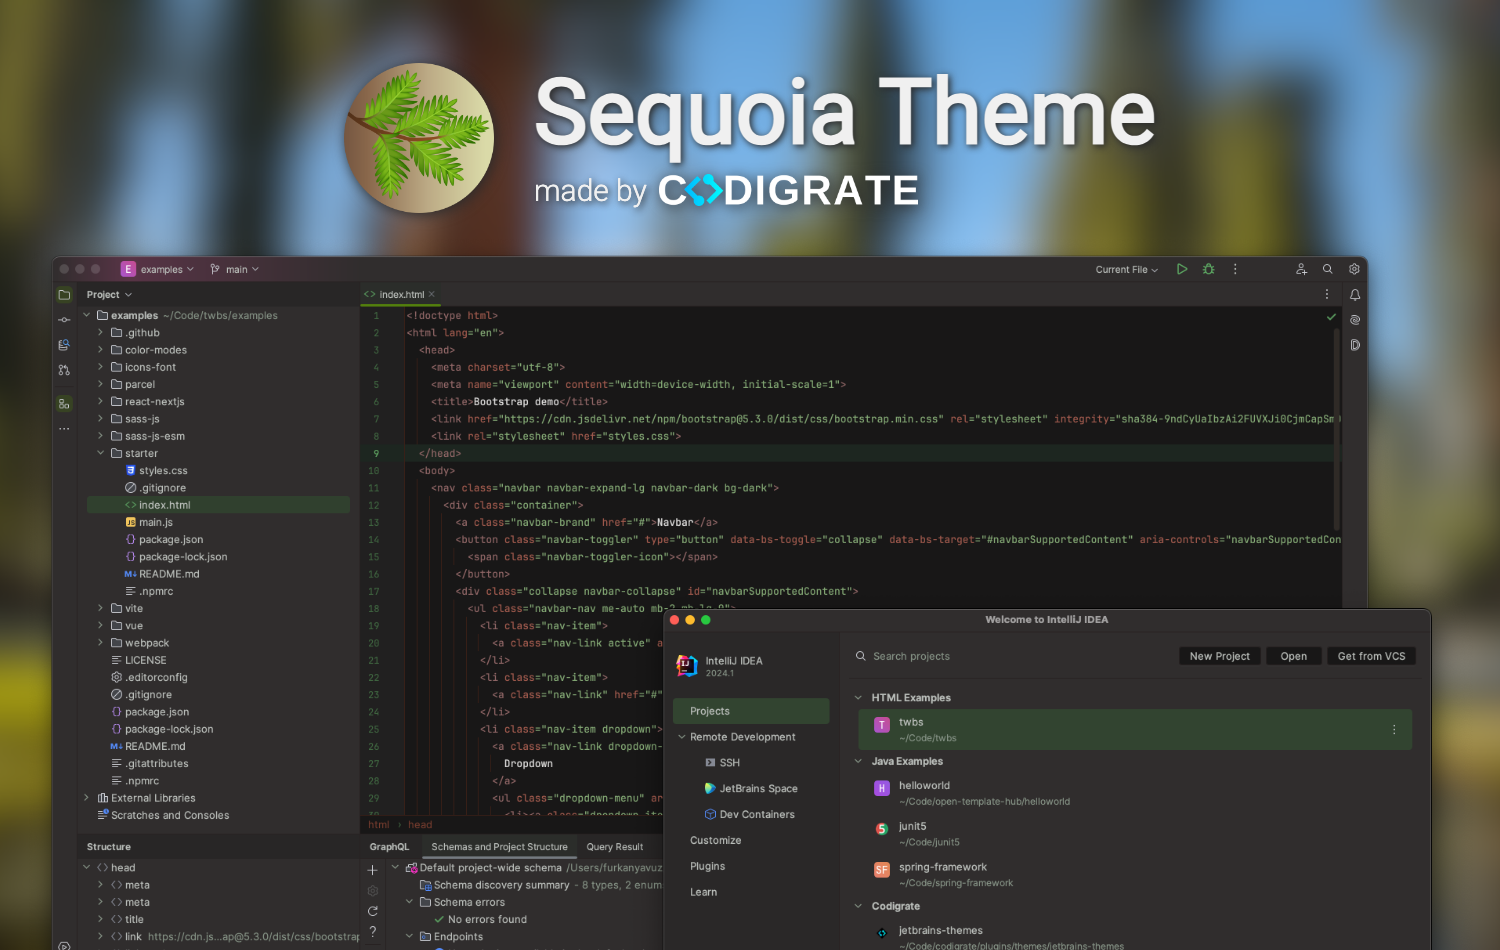 Sequoia Theme
made by CODIGRATE
E examples main Current File
Project
index.html
examples ~/Code/twbs/examples
.github
color-modes
icons-font
parcel
react-nextjs
sass-js
sass-js-esm
starter
styles.css
.gitignore
index.html
main.js
package.json
package-lock.json
README.md
.npmrc
vite
vue
webpack
LICENSE
.editorconfig
.gitignore
package.json
package-lock.json
README.md
.gitattributes
.npmrc
External Libraries
Scratches and Consoles
1 <!doctype html>
2 <html lang="en">
3 <head>
4 <meta charset="utf-8">
5 <meta name="viewport" content="width=device-width, initial-scale=1">
6 <title>Bootstrap demo</title>
7 <link href="https://cdn.jsdelivr.net/npm/bootstrap@5.3.0/dist/css/bootstrap.min.css" rel="stylesheet" integrity="sha384-9ndCyUaIbzAi2FUVXJi0CjmCapSm
8 <link rel="stylesheet" href="styles.css">
9 </head>
10 <body>
11 <nav class="navbar navbar-expand-lg navbar-dark bg-dark">
12 <div class="container">
13 <a class="navbar-brand" href="#">Navbar</a>
14 <button class="navbar-toggler" type="button" data-bs-toggle="collapse" data-bs-target="#navbarSupportedContent" aria-controls="navbarSupportedCon
15 <span class="navbar-toggler-icon"></span>
16 </button>
17 <div class="collapse navbar-collapse" id="navbarSupportedContent">
18 <ul class="navbar-nav me-auto mb-2 mb-lg-0">
19 <li class="nav-item">
20 <a class="nav-link active" a
21 </li>
22 <li class="nav-item">
23 <a class="nav-link" href="#"
24 </li>
25 <li class="nav-item dropdown">
26 <a class="nav-link dropdown-
27 Dropdown
28 </a>
29 <ul class="dropdown-menu" ar
html › head
Structure
head
meta
meta
title
link https://cdn.js...ap@5.3.0/dist/css/bootstrap
GraphQL Schemas and Project Structure Query Result
Default project-wide schema /Users/furkanyavuz
Schema discovery summary - 8 types, 2 enums
Schema errors
No errors found
Endpoints
Welcome to IntelliJ IDEA
IntelliJ IDEA
2024.1
Projects
Remote Development
SSH
JetBrains Space
Dev Containers
Customize
Plugins
Learn
Search projects New Project Open Get from VCS
HTML Examples
T twbs
~/Code/twbs
Java Examples
H helloworld
~/Code/open-template-hub/helloworld
junit5
~/Code/junit5
SF spring-framework
~/Code/spring-framework
Codigrate
jetbrains-themes
~/Code/codigrate/plugins/themes/jetbrains-themes